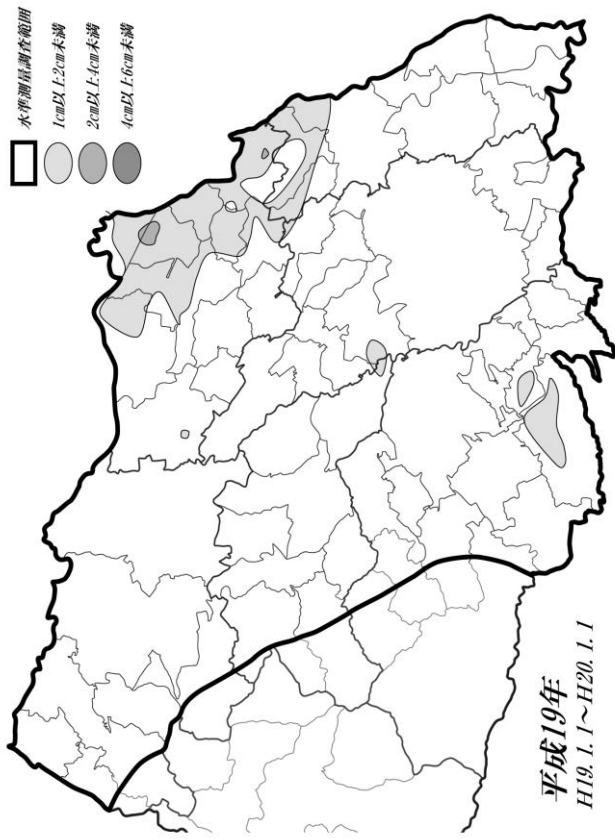 水準測量調査範囲
1cm以上2cm未満
2cm以上4cm未満
4cm以上6cm未満
平成19年
H19. 1. 1～H20. 1. 1